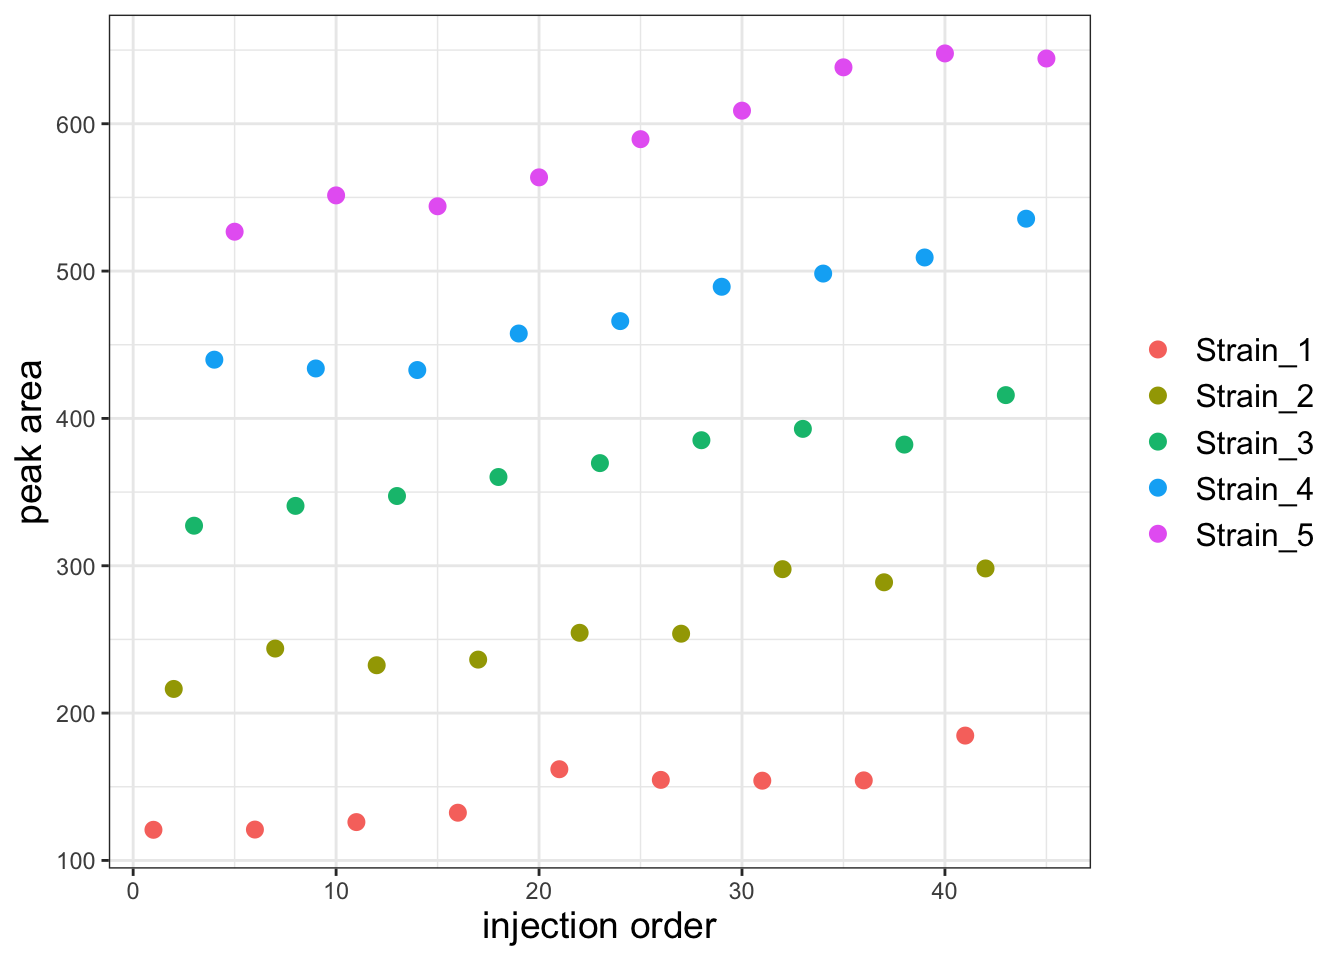 peak area
600
500
400
300
200
100
0 10 20 30 40
injection order
Strain_1
Strain_2
Strain_3
Strain_4
Strain_5